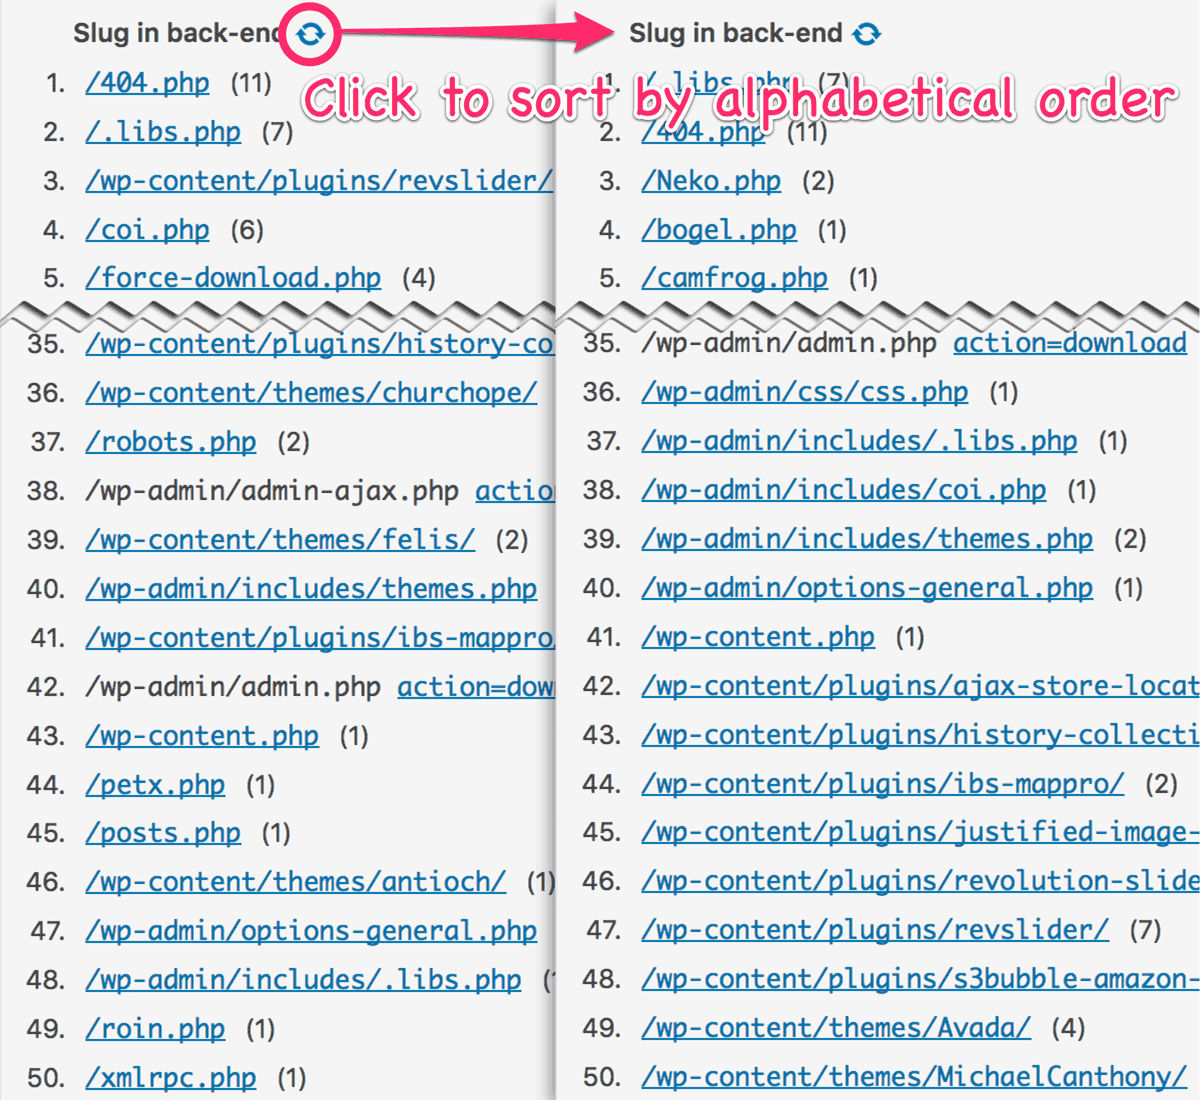 Slug in back-end
Click to sort by alphabetical order
1. /404.php (11)
2. /.libs.php (7)
3. /wp-content/plugins/revslider/
4. /coi.php (6)
5. /force-download.php (4)
35. /wp-content/plugins/history-co
36. /wp-content/themes/churchope/
37. /robots.php (2)
38. /wp-admin/admin-ajax.php actio
39. /wp-content/themes/felis/ (2)
40. /wp-admin/includes/themes.php
41. /wp-content/plugins/ibs-mappro/
42. /wp-admin/admin.php action=dow
43. /wp-content.php (1)
44. /petx.php (1)
45. /posts.php (1)
46. /wp-content/themes/antioch/ (1)
47. /wp-admin/options-general.php
48. /wp-admin/includes/.libs.php (
49. /roin.php (1)
50. /xmlrpc.php (1)
Slug in back-end
1. /.libs.php (7)
2. /404.php (11)
3. /Neko.php (2)
4. /bogel.php (1)
5. /camfrog.php (1)
35. /wp-admin/admin.php action=download
36. /wp-admin/css/css.php (1)
37. /wp-admin/includes/.libs.php (1)
38. /wp-admin/includes/coi.php (1)
39. /wp-admin/includes/themes.php (2)
40. /wp-admin/options-general.php (1)
41. /wp-content.php (1)
42. /wp-content/plugins/ajax-store-locat
43. /wp-content/plugins/history-collecti
44. /wp-content/plugins/ibs-mappro/ (2)
45. /wp-content/plugins/justified-image-
46. /wp-content/plugins/revolution-slide
47. /wp-content/plugins/revslider/ (7)
48. /wp-content/plugins/s3bubble-amazon-
49. /wp-content/themes/Avada/ (4)
50. /wp-content/themes/MichaelCanthony/